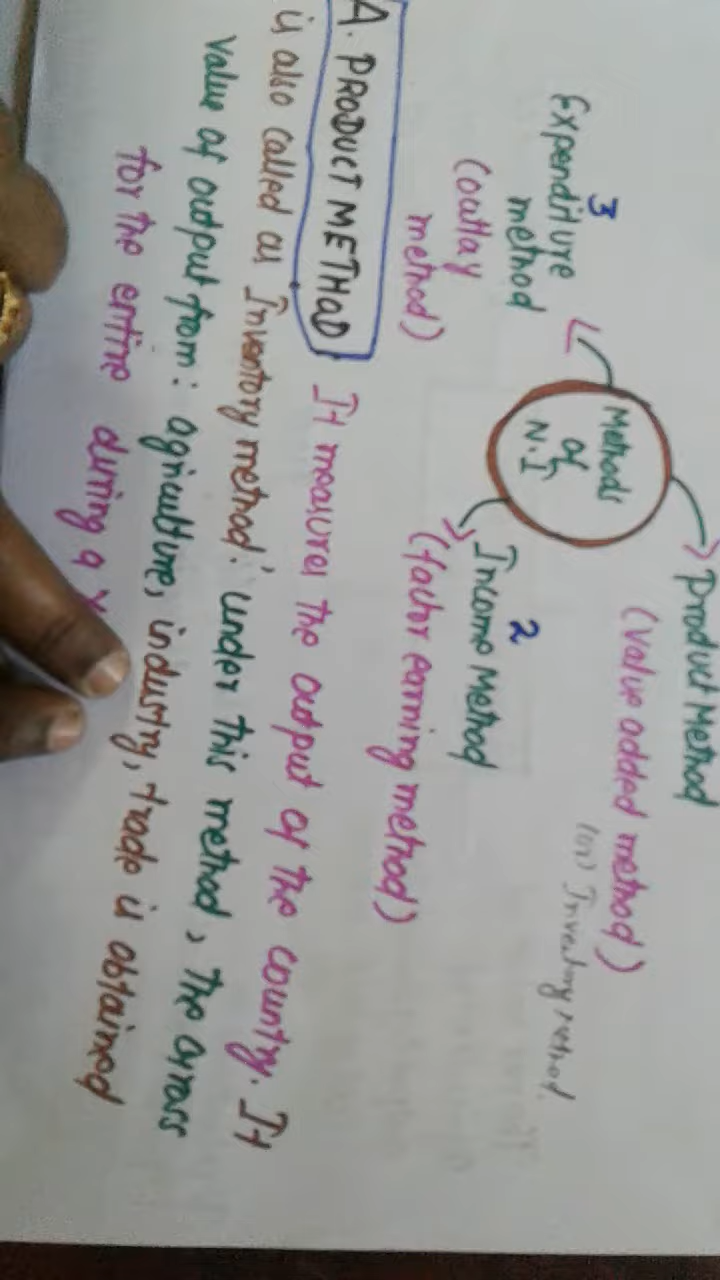 Product Method
(value added method)
(or) Inventory method.
Methods
of
N.I
3
Expenditure
method
(outlay
method)
2
Income Method
(factor earning method)
A. PRODUCT METHOD It measures the output of the country. It
is also called as Inventory method. under this method, the Gross
value of output from: agriculture, industry, trade is obtained
for the entire during a